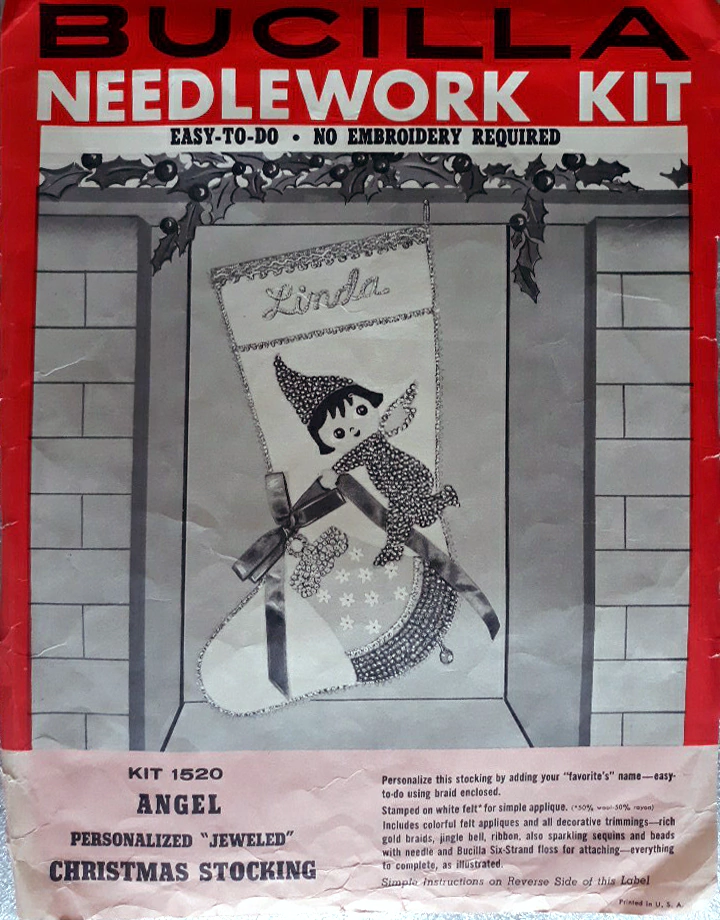 BUCILLA
NEEDLEWORK KIT
EASY-TO-DO • NO EMBROIDERY REQUIRED
Linda
KIT 1520
ANGEL
PERSONALIZED "JEWELED"
CHRISTMAS STOCKING
Personalize this stocking by adding your "favorite's" name—easy-
to-do using braid enclosed.
Stamped on white felt* for simple applique. (*50% wool-50% rayon)
Includes colorful felt appliques and all decorative trimmings—rich
gold braids, jingle bell, ribbon, also sparkling sequins and beads
with needle and Bucilla Six-Strand floss for attaching—everything
to complete, as illustrated.
Simple Instructions on Reverse Side of this Label
Printed in U. S. A.